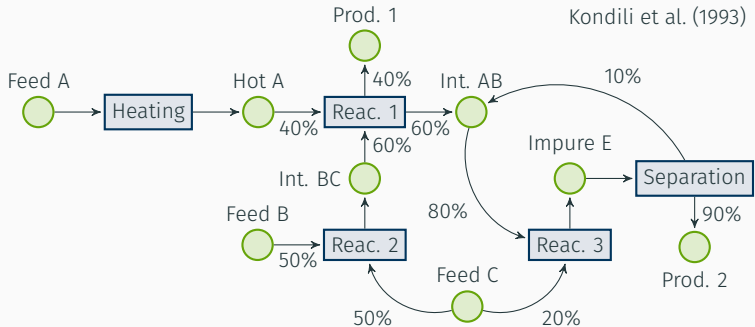 Prod. 1
Kondili et al. (1993)
Feed A
Hot A
40%
Int. AB
10%
Heating
Reac. 1
40%
60%
60%
Impure E
Int. BC
Separation
Feed B
80%
90%
50%
Reac. 2
Reac. 3
Feed C
Prod. 2
50%
20%